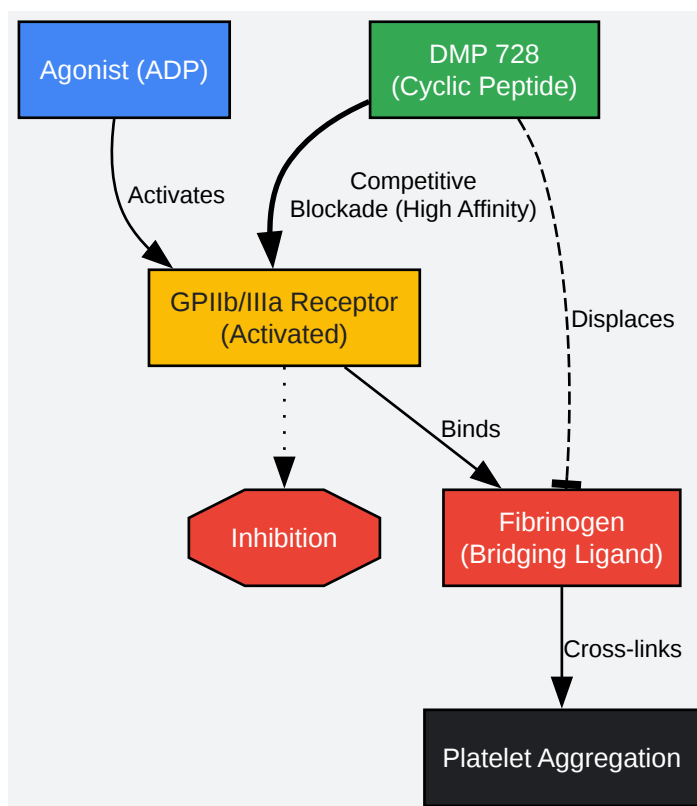 Agonist (ADP)
DMP 728
(Cyclic Peptide)
Activates
Competitive
Blockade (High Affinity)
GPIIb/IIIa Receptor
(Activated)
Displaces
Binds
Inhibition
Fibrinogen
(Bridging Ligand)
Cross-links
Platelet Aggregation